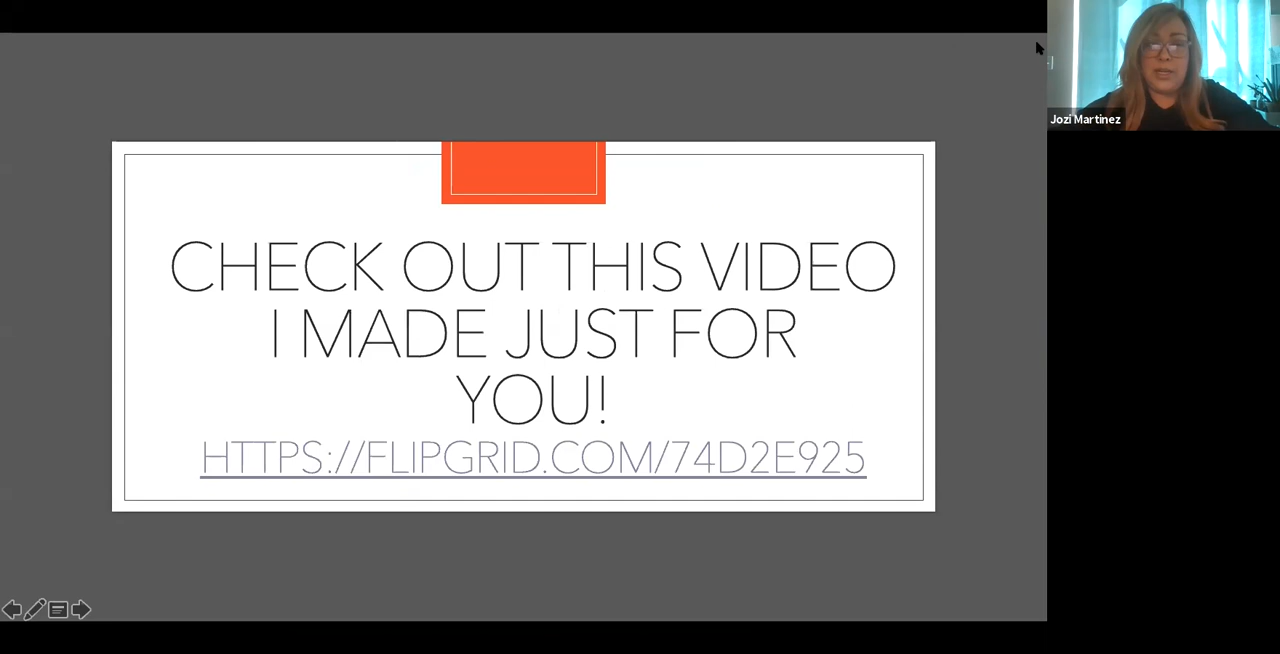 CHECK OUT THIS VIDEO
I MADE JUST FOR
YOU!
HTTPS://FLIPGRID.COM/74D2E925
Jozi Martinez